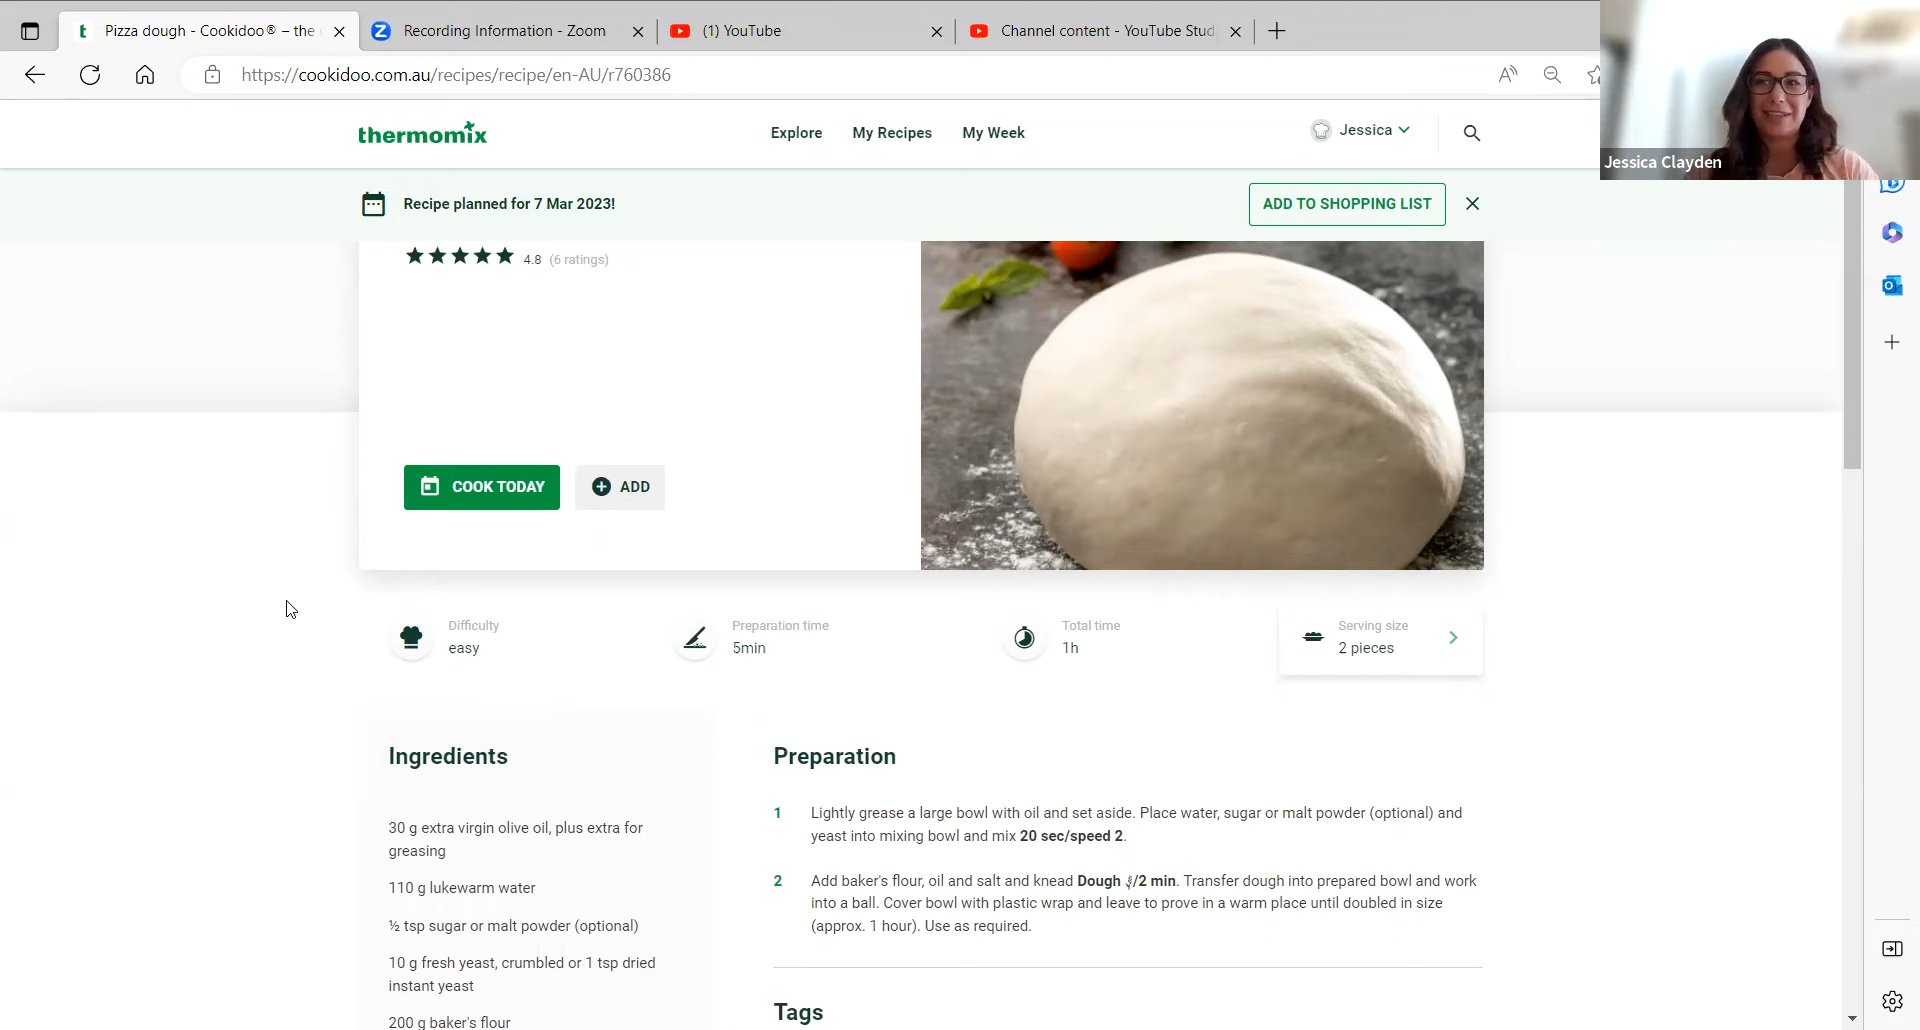 Pizza dough - Cookidoo® – the
Recording Information - Zoom
(1) YouTube
Channel content - YouTube Stud
https://cookidoo.com.au/recipes/recipe/en-AU/r760386
Jessica Clayden
thermomix
Explore
My Recipes
My Week
Jessica
Recipe planned for 7 Mar 2023!
ADD TO SHOPPING LIST
4.8 (6 ratings)
COOK TODAY
ADD
Difficulty
easy
Preparation time
5min
Total time
1h
Serving size
2 pieces
Ingredients
30 g extra virgin olive oil, plus extra for
greasing
110 g lukewarm water
½ tsp sugar or malt powder (optional)
10 g fresh yeast, crumbled or 1 tsp dried
instant yeast
200 g baker's flour
Preparation
1 Lightly grease a large bowl with oil and set aside. Place water, sugar or malt powder (optional) and
yeast into mixing bowl and mix 20 sec/speed 2.
2 Add baker's flour, oil and salt and knead Dough /2 min. Transfer dough into prepared bowl and work
into a ball. Cover bowl with plastic wrap and leave to prove in a warm place until doubled in size
(approx. 1 hour). Use as required.
Tags